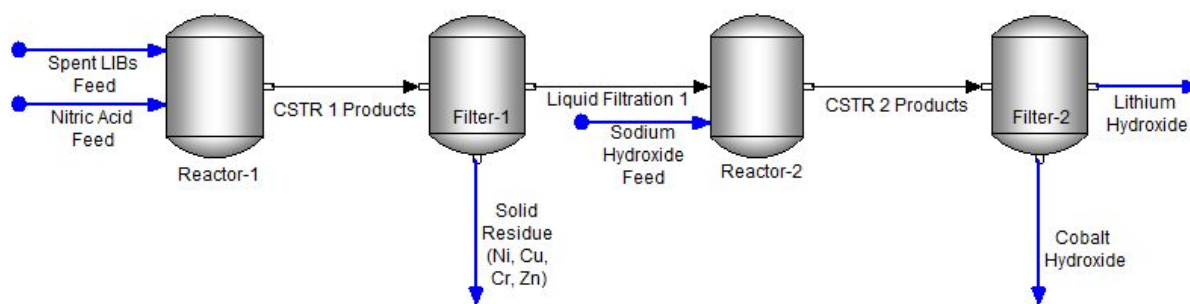 Spent LIBs
Feed
Nitric Acid
Feed
Reactor-1
CSTR 1 Products
Filter-1
Solid
Residue
(Ni, Cu,
Cr, Zn)
Liquid Filtration 1
Sodium
Hydroxide
Feed
Reactor-2
CSTR 2 Products
Filter-2
Lithium
Hydroxide
Cobalt
Hydroxide